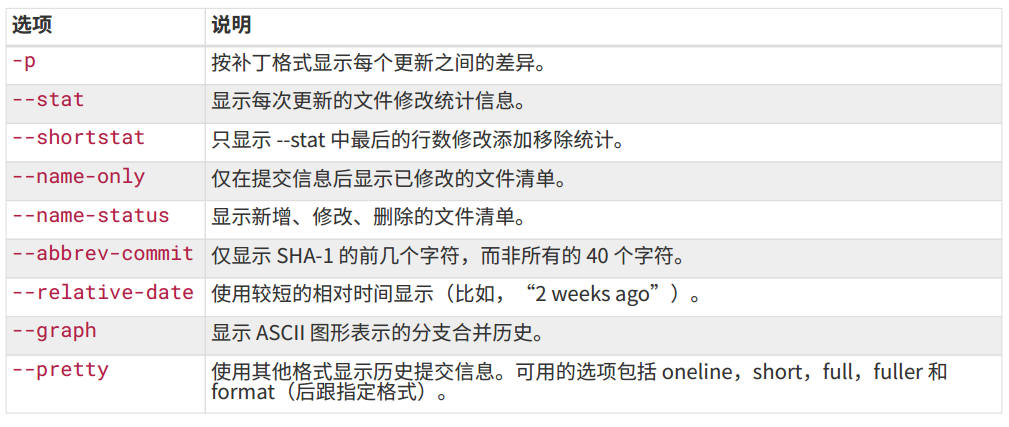 选项 说明
-p 按补丁格式显示每个更新之间的差异。
--stat 显示每次更新的文件修改统计信息。
--shortstat 只显示 --stat 中最后的行数修改添加移除统计。
--name-only 仅在提交信息后显示已修改的文件清单。
--name-status 显示新增、修改、删除的文件清单。
--abbrev-commit 仅显示 SHA-1 的前几个字符，而非所有的 40 个字符。
--relative-date 使用较短的相对时间显示（比如，“2 weeks ago”）。
--graph 显示 ASCII 图形表示的分支合并历史。
--pretty 使用其他格式显示历史提交信息。可用的选项包括 oneline，short，full，fuller 和
format（后跟指定格式）。